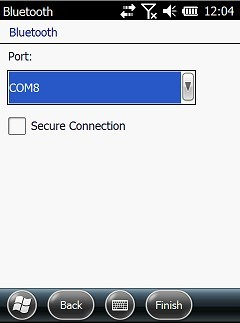 Bluetooth 12:04
Bluetooth
Port:
COM8
Secure Connection
Back Finish